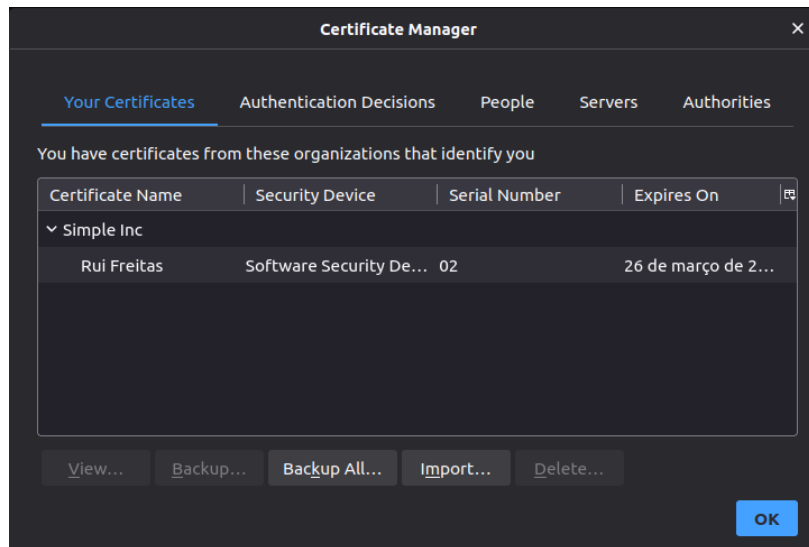 Certificate Manager
Your Certificates Authentication Decisions People Servers Authorities
You have certificates from these organizations that identify you
Certificate Name Security Device Serial Number Expires On
Simple Inc
Rui Freitas Software Security De... 02 26 de março de 2...
View... Backup... Backup All... Import... Delete...
OK